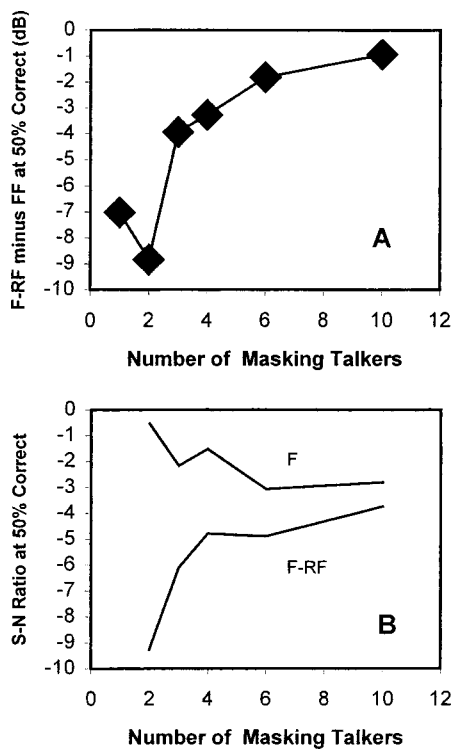 F-RF minus FF at 50% Correct (dB)
0
-1
-2
-3
-4
-5
-6
-7
-8
-9
-10
A
0 2 4 6 8 10 12
Number of Masking Talkers
S-N Ratio at 50% Correct
0
-1
-2
-3
-4
-5
-6
-7
-8
-9
-10
F
F-RF
B
0 2 4 6 8 10 12
Number of Masking Talkers